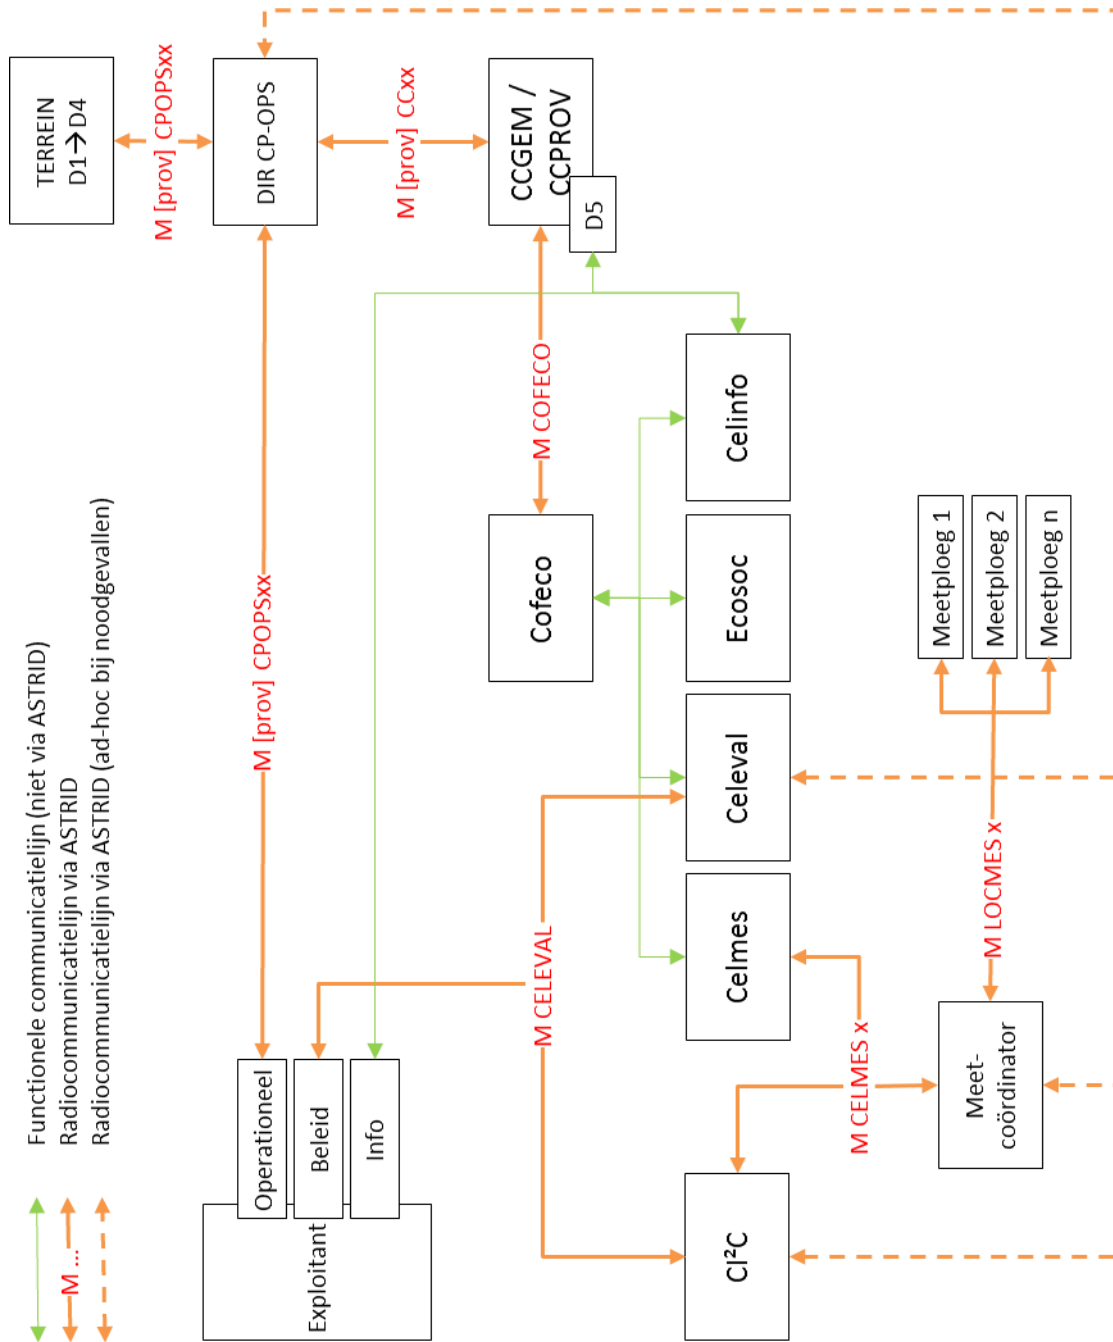 Functionele communicatielijn (niet via ASTRID)
M ...
Radiocommunicatielijn via ASTRID
Radiocommunicatielijn via ASTRID (ad-hoc bij noodgevallen)
TERREIN
D1→D4
M [prov] CPOPSxx
Exploitant
Operationeel
Beleid
Info
M [prov] CPOPSxx
DIR CP-OPS
M [prov] CCxx
CCGEM /
CCPROV
D5
M COFECO
Cofeco
M CELEVAL
CI²C
Celmes
Celeval
Ecosoc
Celinfo
M CELMES x
Meet-
coördinator
M LOCMES x
Meetploeg 1
Meetploeg 2
Meetploeg n